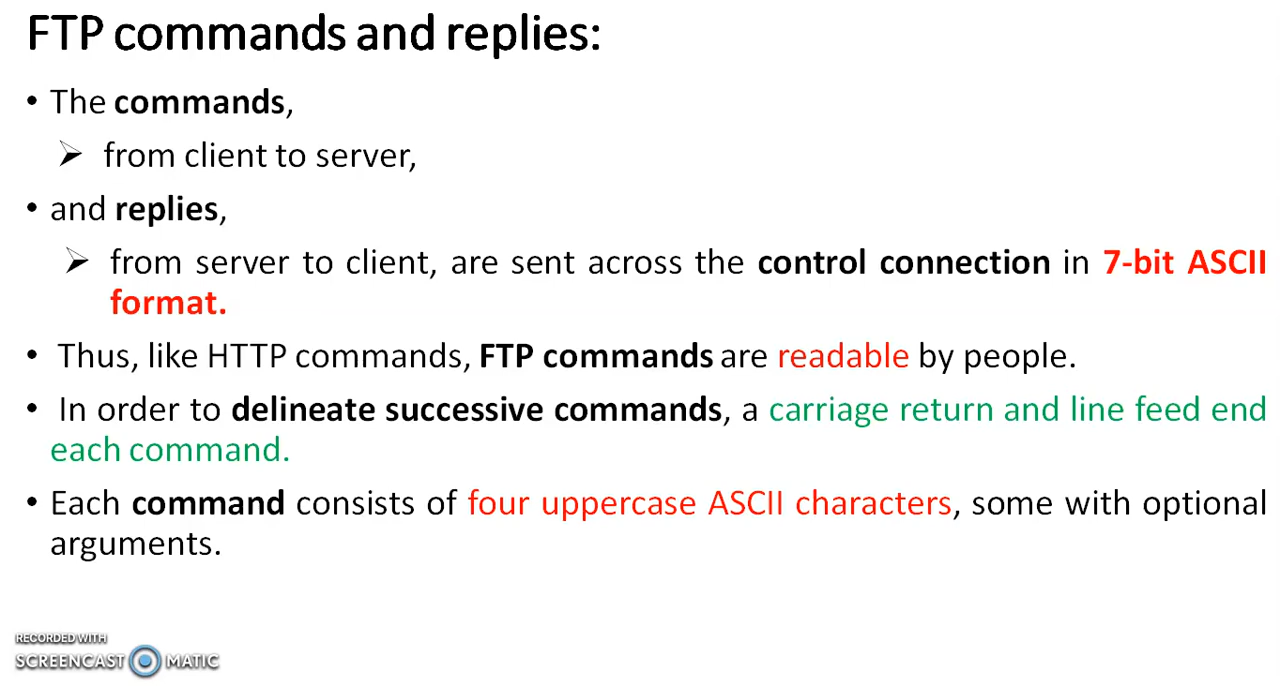 FTP commands and replies:
• The commands,
➢ from client to server,
• and replies,
➢ from server to client, are sent across the control connection in 7-bit ASCII
format.
• Thus, like HTTP commands, FTP commands are readable by people.
• In order to delineate successive commands, a carriage return and line feed end
each command.
• Each command consists of four uppercase ASCII characters, some with optional
arguments.
RECORDED WITH
SCREENCAST MATIC